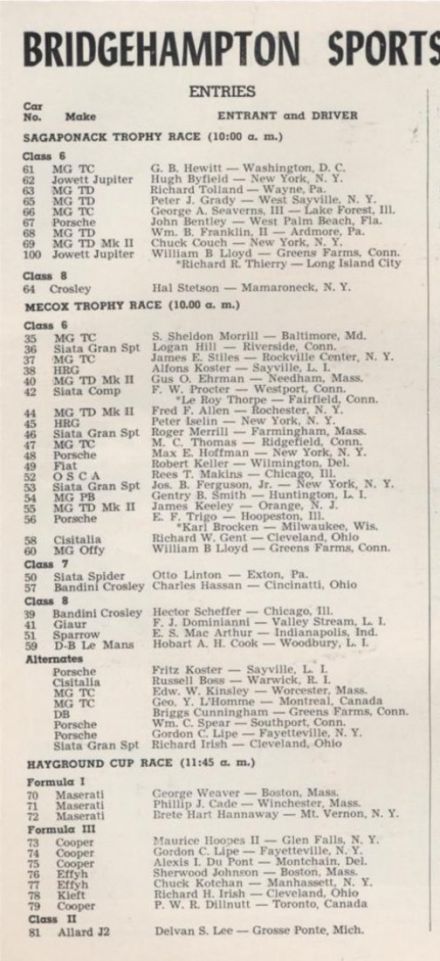 BRIDGEHAMPTON SPORTS
ENTRIES
Car
No. Make ENTRANT and DRIVER
SAGAPONACK TROPHY RACE (10:00 a. m.)
Class 6
61 MG TC G. B. Hewitt — Washington, D. C.
62 Jowett Jupiter Hugh Byfield — New York, N. Y.
63 MG TD Richard Tolland — Wayne, Pa.
65 MG TD Peter J. Grady — West Sayville, N. Y.
66 MG TC George A. Seaverns, III — Lake Forest, Ill.
67 Porsche John Bentley — West Palm Beach, Fla.
68 MG TD Wm. B. Franklin, II — Ardmore, Pa.
69 MG TD Mk II Chuck Couch — New York, N. Y.
100 Jowett Jupiter William B Lloyd — Greens Farms, Conn.
*Richard R. Thierry — Long Island City
Class 8
64 Crosley Hal Stetson — Mamaroneck, N. Y.
MECOX TROPHY RACE (10.00 a. m.)
Class 6
35 MG TC S. Sheldon Morrill — Baltimore, Md.
36 Siata Gran Spt Logan Hill — Riverside, Conn.
37 MG TC James E. Stiles — Rockville Center, N. Y.
38 HRG Alfons Koster — Sayville, L. I.
40 MG TD Mk II Gus O. Ehrman — Needham, Mass.
42 Siata Comp F. W. Procter — Westport, Conn.
*Le Roy Thorpe — Fairfield, Conn.
44 MG TD Mk II Fred F. Allen — Rochester, N. Y.
45 HRG Peter Iselin — New York, N. Y.
46 Siata Gran Spt Roger Merrill — Farmingham, Mass.
47 MG TC M. C. Thomas — Ridgefield, Conn.
48 Porsche Max E. Hoffman — New York, N. Y.
49 Fiat Robert Keller — Wilmington, Del.
52 O S C A Rees T. Makins — Chicago, Ill.
53 Siata Gran Spt Jos. B. Ferguson, Jr. — New York, N. Y.
54 MG PB Gentry B. Smith — Huntington, L. I.
55 MG TD Mk II James Keeley — Orange, N. J.
56 Porsche E. F. Trigo — Hoopeston, Ill.
*Karl Brocken — Milwaukee, Wis.
58 Cisitalia Richard W. Gent — Cleveland, Ohio
60 MG Offy William B Lloyd — Greens Farms, Conn.
Class 7
50 Siata Spider Otto Linton — Exton, Pa.
57 Bandini Crosley Charles Hassan — Cincinatti, Ohio
Class 8
39 Bandini Crosley Hector Scheffer — Chicago, Ill.
41 Giaur F. J. Dominianni — Valley Stream, L. I.
51 Sparrow E. S. Mac Arthur — Indianapolis, Ind.
59 D-B Le Mans Hobart A. H. Cook — Woodbury, L. I.
Alternates
Porsche Fritz Koster — Sayville, L. I.
Cisitalia Russell Boss — Warwick, R. I.
MG TC Edw. W. Kinsley — Worcester, Mass.
MG TC Geo. Y. L'Homme — Montreal, Canada
DB Briggs Cunningham — Greens Farms, Conn.
Porsche Wm. C. Spear — Southport, Conn.
Porsche Gordon C. Lipe — Fayetteville, N. Y.
Siata Gran Spt Richard Irish — Cleveland, Ohio
HAYGROUND CUP RACE (11:45 a. m.)
Formula I
70 Maserati George Weaver — Boston, Mass.
71 Maserati Phillip J. Cade — Winchester, Mass.
72 Maserati Brete Hart Hannaway — Mt. Vernon, N. Y.
Formula III
73 Cooper Maurice Hoopes II — Glen Falls, N. Y.
74 Cooper Gordon C. Lipe — Fayetteville, N. Y.
75 Cooper Alexis I. Du Pont — Montchain, Del.
76 Effyh Sherwood Johnson — Boston, Mass.
77 Effyh Chuck Kotchan — Manhassett, N. Y.
78 Kieft Richard H. Irish — Cleveland, Ohio
79 Cooper P. W. R. Dillnutt — Toronto, Canada
Class II
81 Allard J2 Delvan S. Lee — Grosse Ponte, Mich.